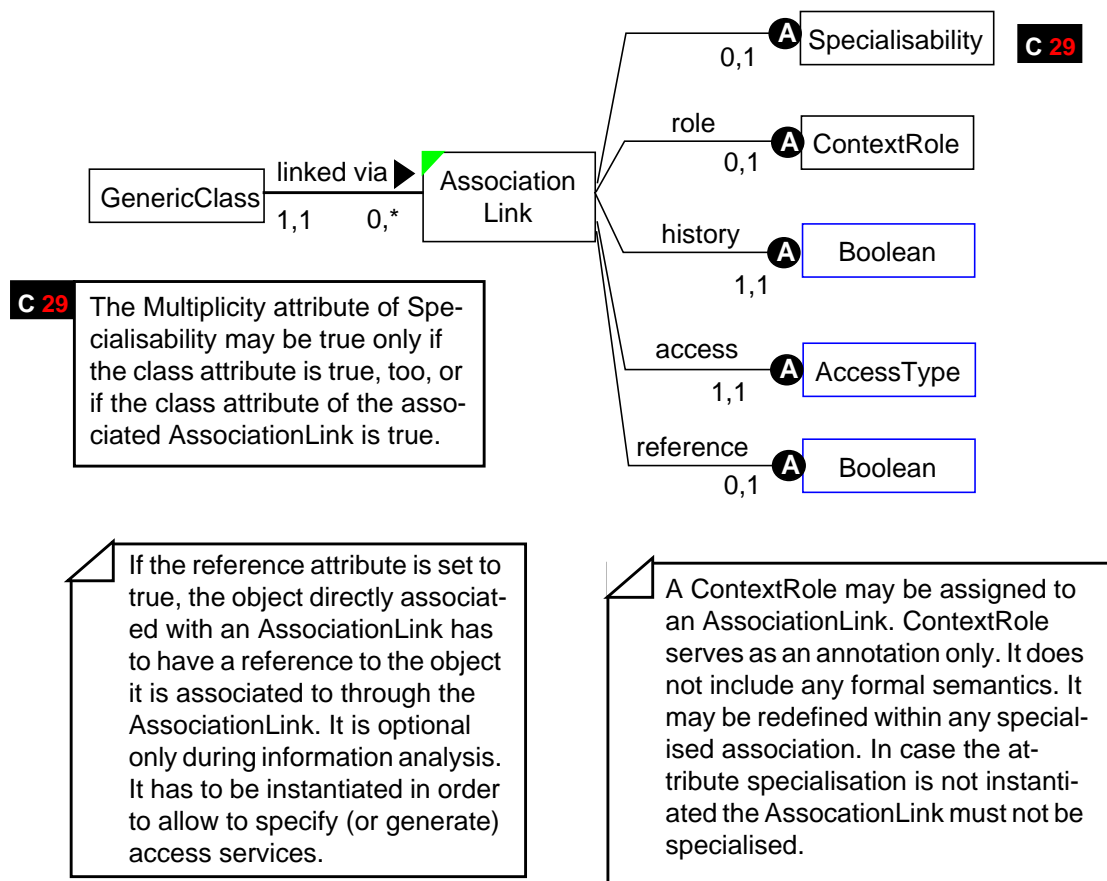 A Specialisability C 29
0,1
role
A ContextRole
0,1
linked via
Association
Link
GenericClass
1,1 0,*
history
A Boolean
1,1
C 29
The Multiplicity attribute of Spe-
cialisability may be true only if
the class attribute is true, too, or
if the class attribute of the asso-
ciated AssociationLink is true.
access
A AccessType
1,1
reference
A Boolean
0,1
If the reference attribute is set to
true, the object directly associat-
ed with an AssociationLink has
to have a reference to the object
it is associated to through the
AssociationLink. It is optional
only during information analysis.
It has to be instantiated in order
to allow to specify (or generate)
access services.
A ContextRole may be assigned to
an AssociationLink. ContextRole
serves as an annotation only. It does
not include any formal semantics. It
may be redefined within any special-
ised association. In case the at-
tribute specialisation is not instanti-
ated the AssocationLink must not be
specialised.